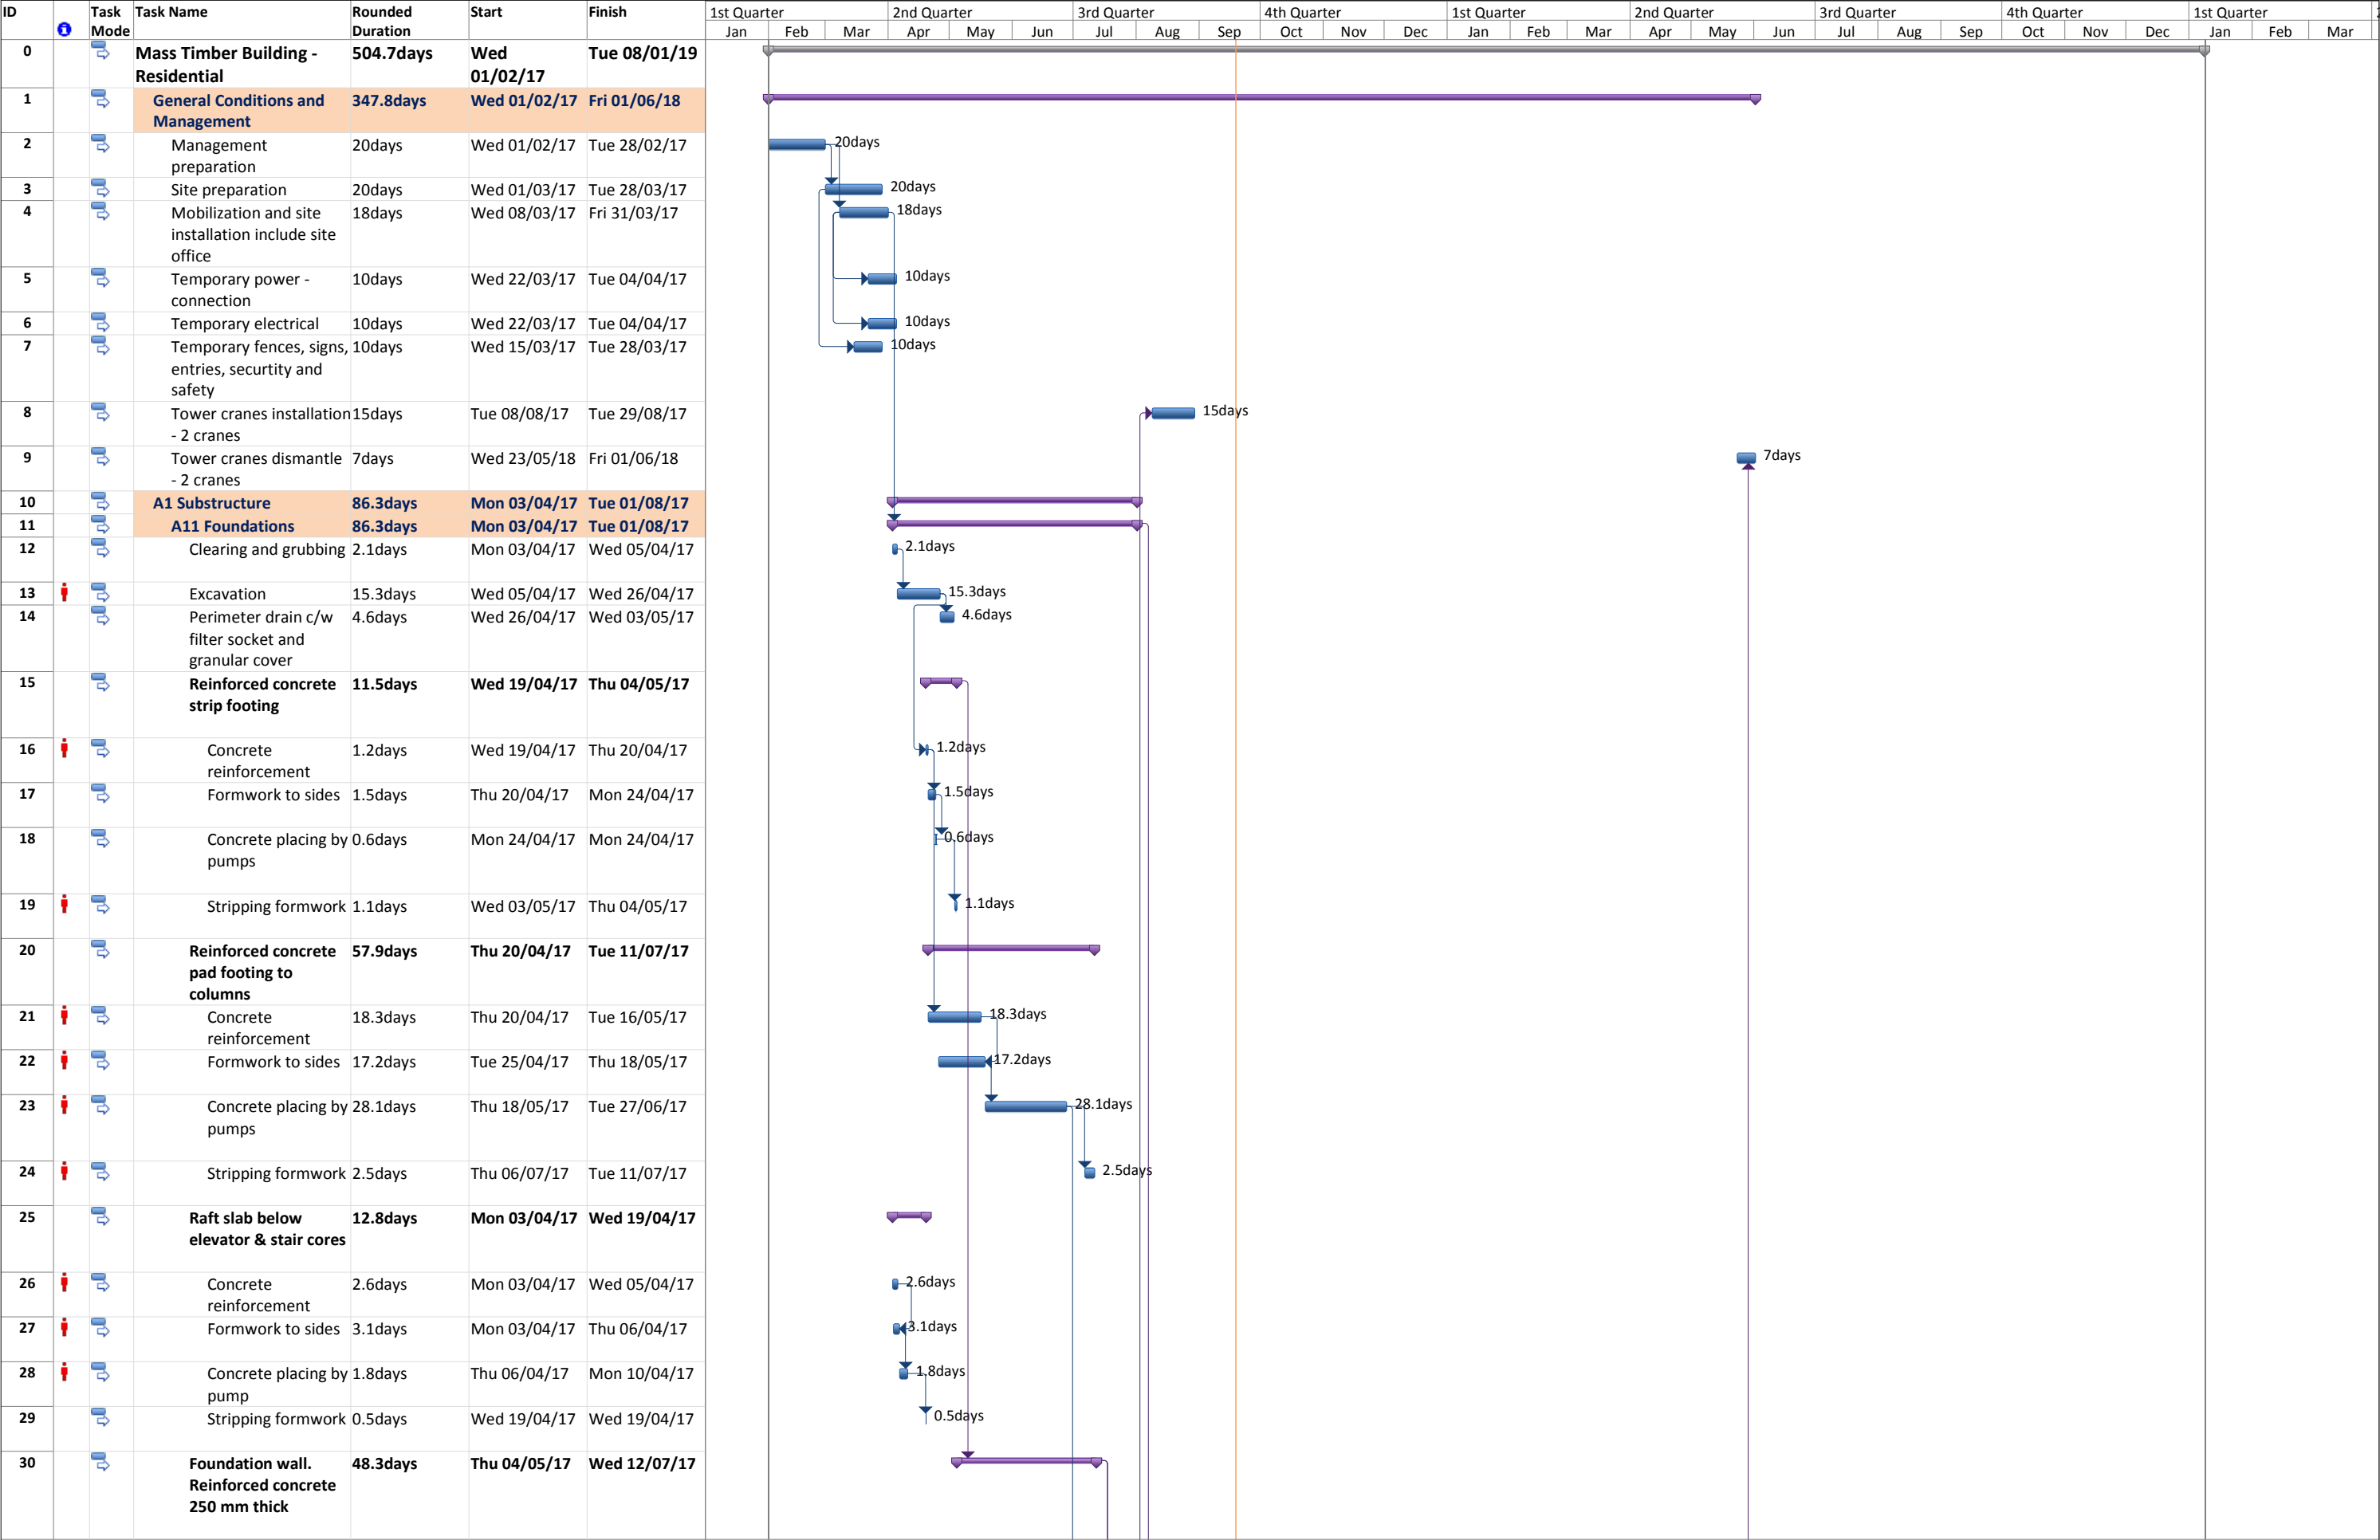 ID Task Mode Task Name Rounded Duration Start Finish
1st Quarter 2nd Quarter 3rd Quarter 4th Quarter 1st Quarter 2nd Quarter 3rd Quarter 4th Quarter 1st Quarter
Jan Feb Mar Apr May Jun Jul Aug Sep Oct Nov Dec Jan Feb Mar Apr May Jun Jul Aug Sep Oct Nov Dec Jan Feb Mar
0 Mass Timber Building - 504.7days Wed Tue 08/01/19
Residential 01/02/17
1 General Conditions and 347.8days Wed 01/02/17 Fri 01/06/18
Management
2 Management 20days Wed 01/02/17 Tue 28/02/17 20days
preparation
3 Site preparation 20days Wed 01/03/17 Tue 28/03/17 20days
4 Mobilization and site 18days Wed 08/03/17 Fri 31/03/17 18days
installation include site
office
5 Temporary power - 10days Wed 22/03/17 Tue 04/04/17 10days
connection
6 Temporary electrical 10days Wed 22/03/17 Tue 04/04/17 10days
7 Temporary fences, signs, 10days Wed 15/03/17 Tue 28/03/17 10days
entries, securtity and
safety
8 Tower cranes installation 15days Tue 08/08/17 Tue 29/08/17 15days
- 2 cranes
9 Tower cranes dismantle 7days Wed 23/05/18 Fri 01/06/18 7days
- 2 cranes
10 A1 Substructure 86.3days Mon 03/04/17 Tue 01/08/17
11 A11 Foundations 86.3days Mon 03/04/17 Tue 01/08/17
12 Clearing and grubbing 2.1days Mon 03/04/17 Wed 05/04/17 2.1days
13 Excavation 15.3days Wed 05/04/17 Wed 26/04/17 15.3days
14 Perimeter drain c/w 4.6days Wed 26/04/17 Wed 03/05/17 4.6days
filter socket and
granular cover
15 Reinforced concrete 11.5days Wed 19/04/17 Thu 04/05/17
strip footing
16 Concrete 1.2days Wed 19/04/17 Thu 20/04/17 1.2days
reinforcement
17 Formwork to sides 1.5days Thu 20/04/17 Mon 24/04/17 1.5days
18 Concrete placing by 0.6days Mon 24/04/17 Mon 24/04/17 0.6days
pumps
19 Stripping formwork 1.1days Wed 03/05/17 Thu 04/05/17 1.1days
20 Reinforced concrete 57.9days Thu 20/04/17 Tue 11/07/17
pad footing to
columns
21 Concrete 18.3days Thu 20/04/17 Tue 16/05/17 18.3days
reinforcement
22 Formwork to sides 17.2days Tue 25/04/17 Thu 18/05/17 17.2days
23 Concrete placing by 28.1days Thu 18/05/17 Tue 27/06/17 28.1days
pumps
24 Stripping formwork 2.5days Thu 06/07/17 Tue 11/07/17 2.5days
25 Raft slab below 12.8days Mon 03/04/17 Wed 19/04/17
elevator & stair cores
26 Concrete 2.6days Mon 03/04/17 Wed 05/04/17 2.6days
reinforcement
27 Formwork to sides 3.1days Mon 03/04/17 Thu 06/04/17 3.1days
28 Concrete placing by 1.8days Thu 06/04/17 Mon 10/04/17 1.8days
pump
29 Stripping formwork 0.5days Wed 19/04/17 Wed 19/04/17 0.5days
30 Foundation wall. 48.3days Thu 04/05/17 Wed 12/07/17
Reinforced concrete
250 mm thick